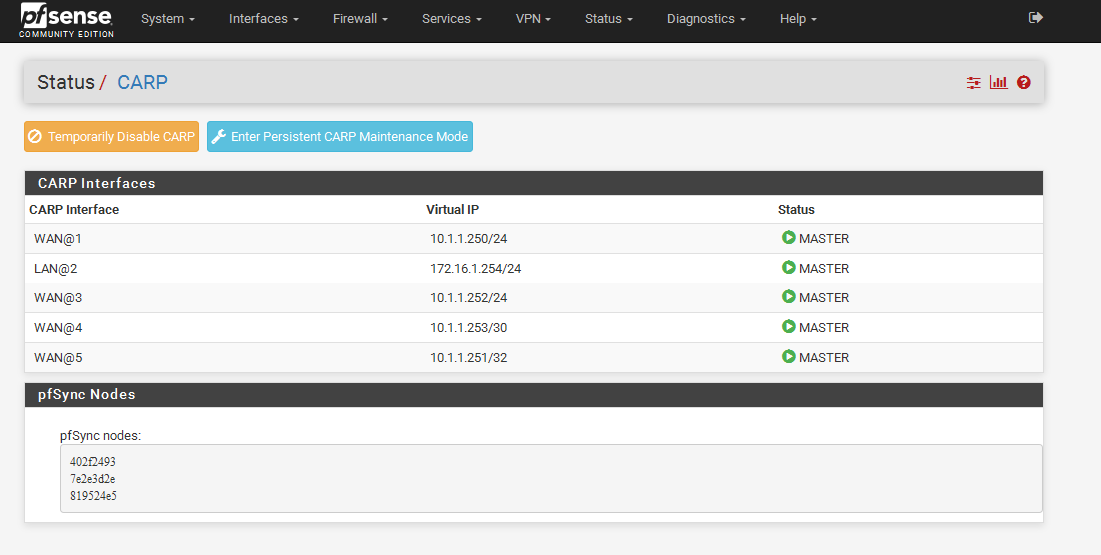 pfsense
COMMUNITY EDITION
System Interfaces Firewall Services VPN Status Diagnostics Help
Status / CARP
Temporarily Disable CARP Enter Persistent CARP Maintenance Mode
CARP Interfaces
CARP Interface Virtual IP Status
WAN@1 10.1.1.250/24 MASTER
LAN@2 172.16.1.254/24 MASTER
WAN@3 10.1.1.252/24 MASTER
WAN@4 10.1.1.253/30 MASTER
WAN@5 10.1.1.251/32 MASTER
pfSync Nodes
pfSync nodes:
402f2493
7e2e3d2e
819524e5